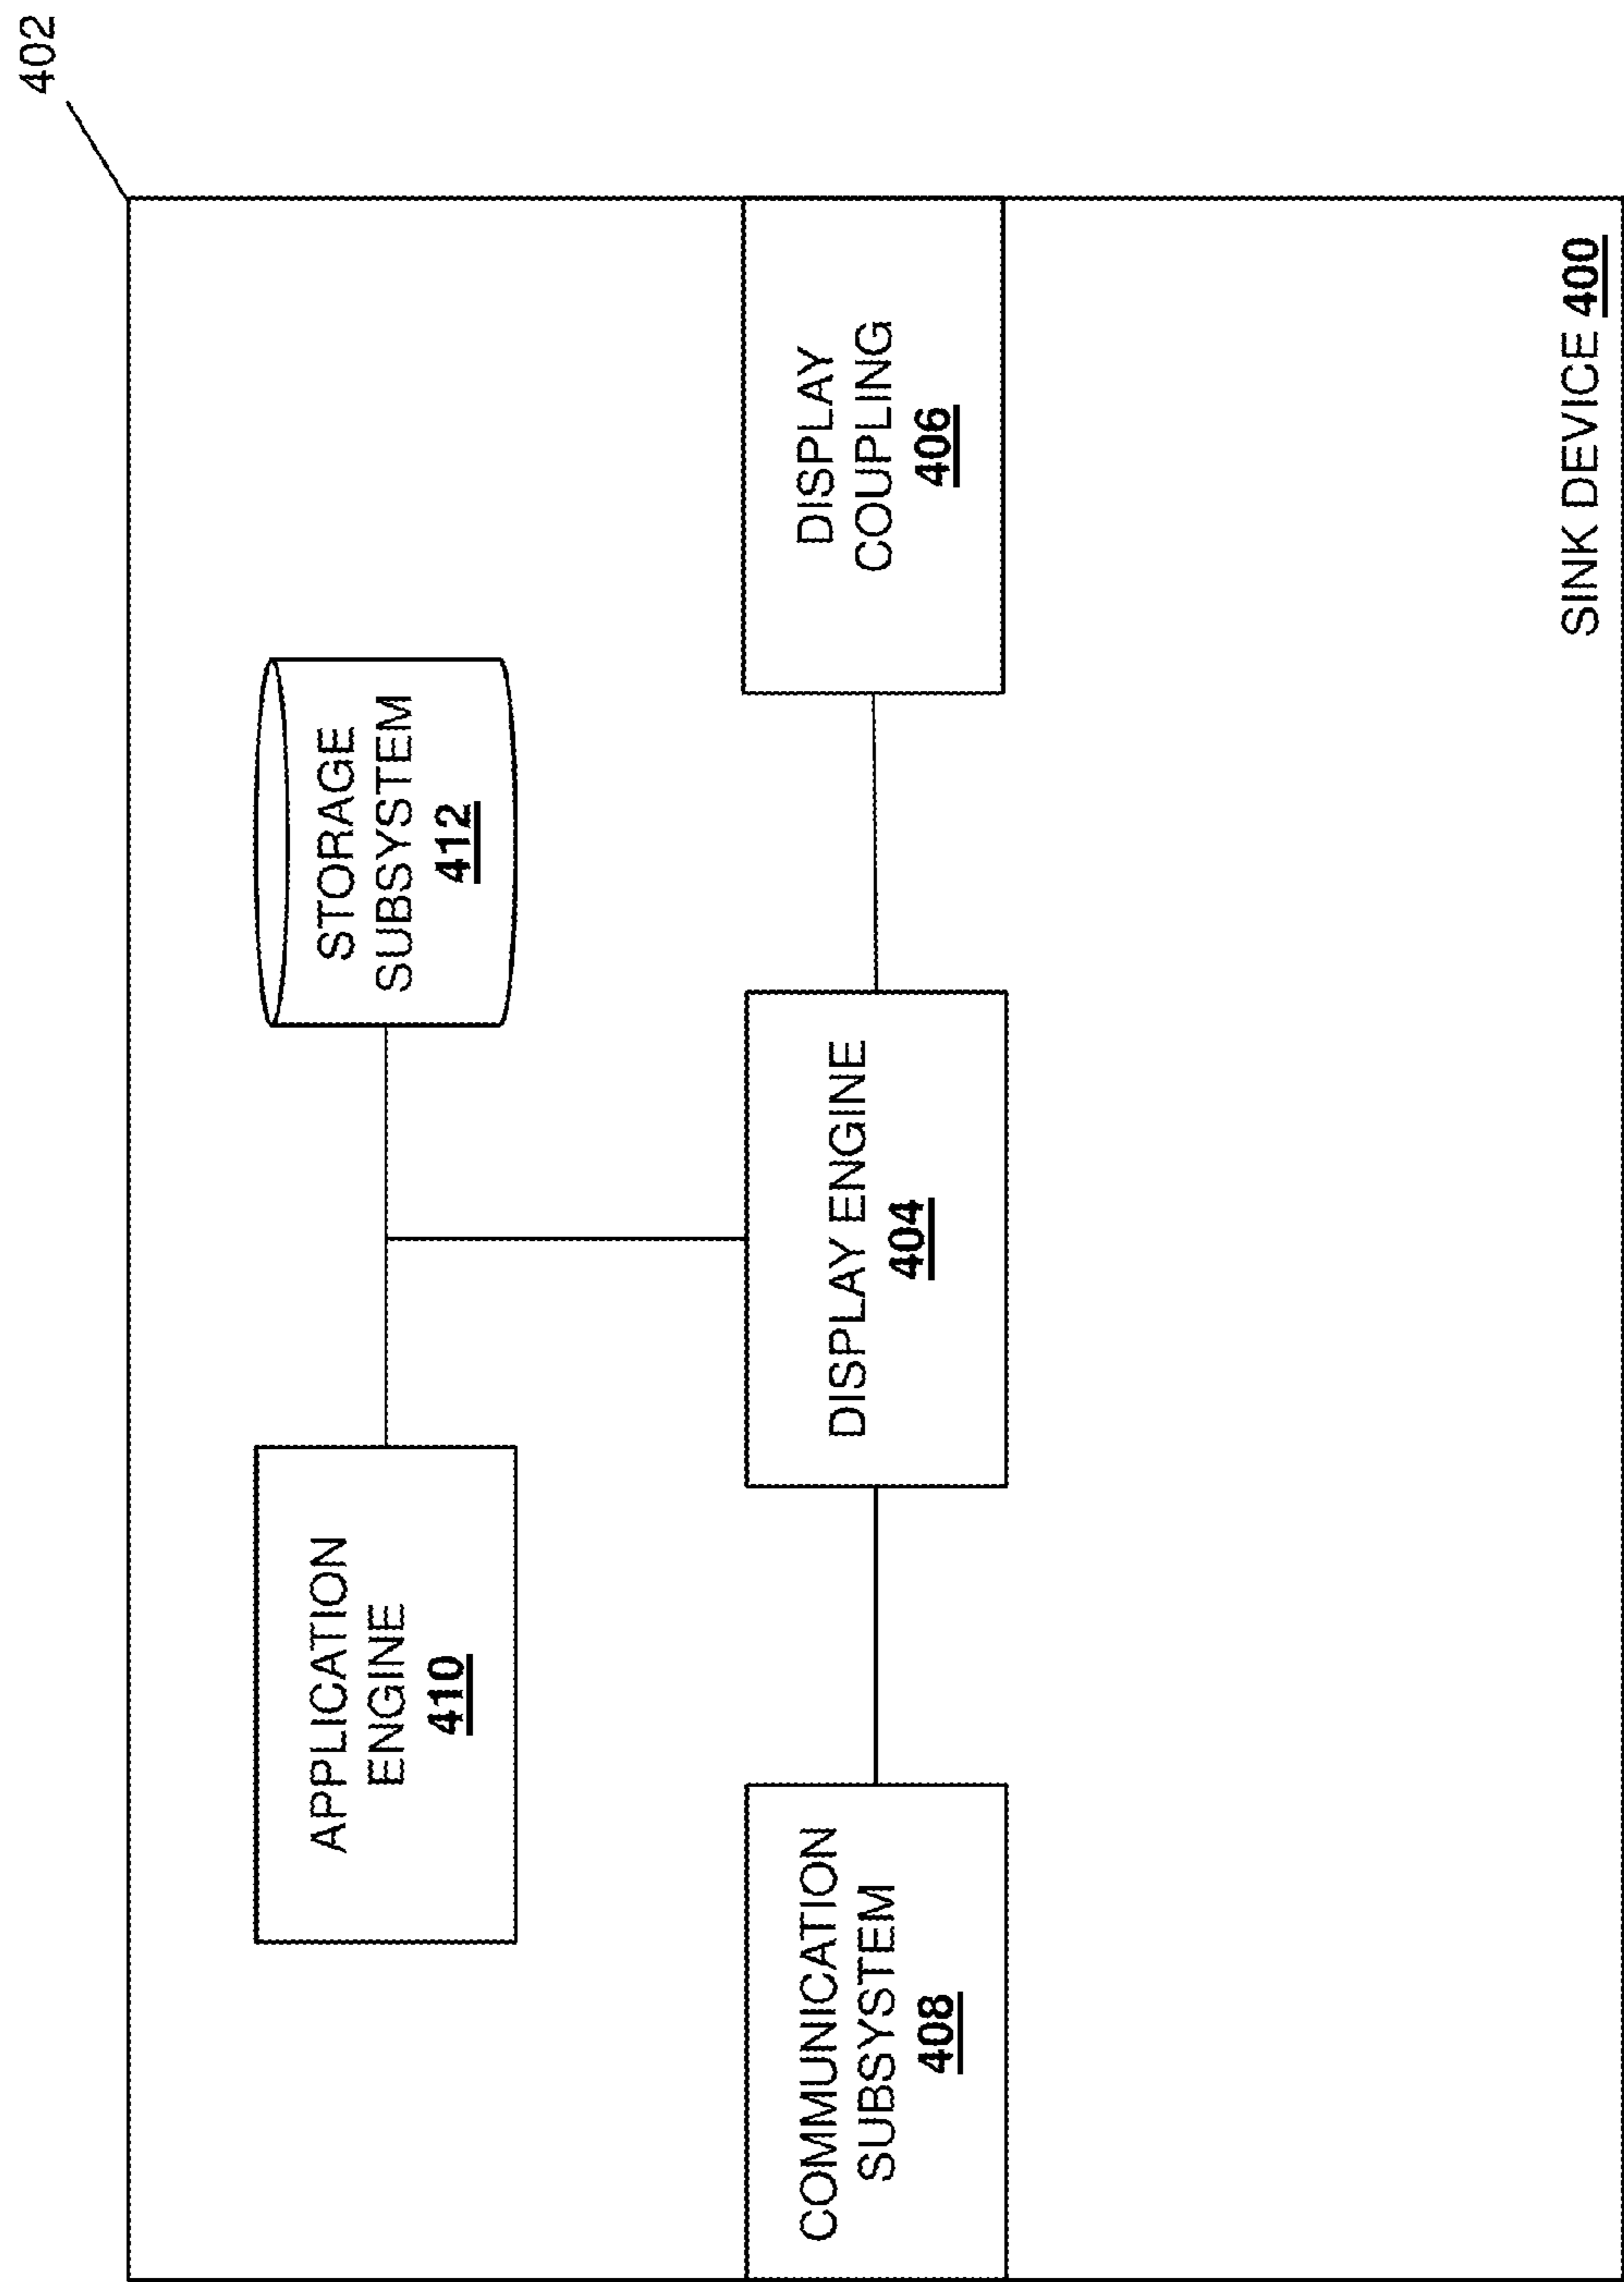 402
APPLICATION
ENGINE
410
STORAGE
SUBSYSTEM
412
COMMUNICATION
SUBSYSTEM
408
DISPLAY ENGINE
404
DISPLAY
COUPLING
406
SINK DEVICE 400